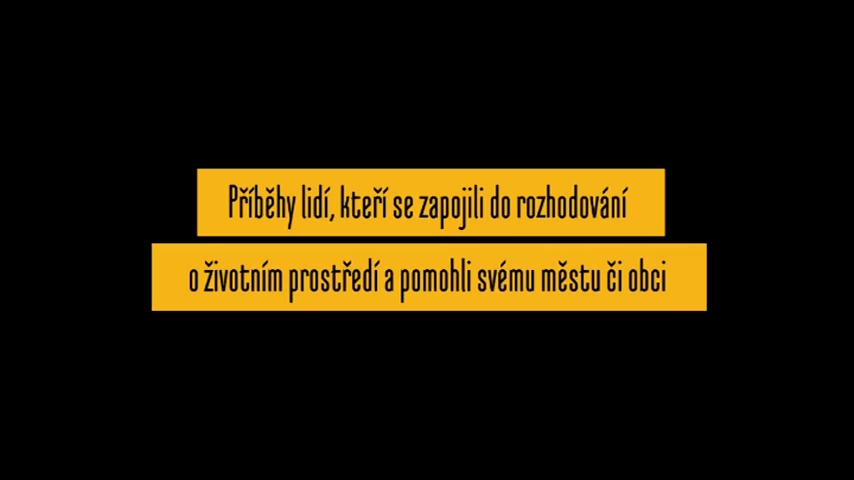 Příběhy lidí, kteří se zapojili do rozhodování
o životním prostředí a pomohli svému městu či obci